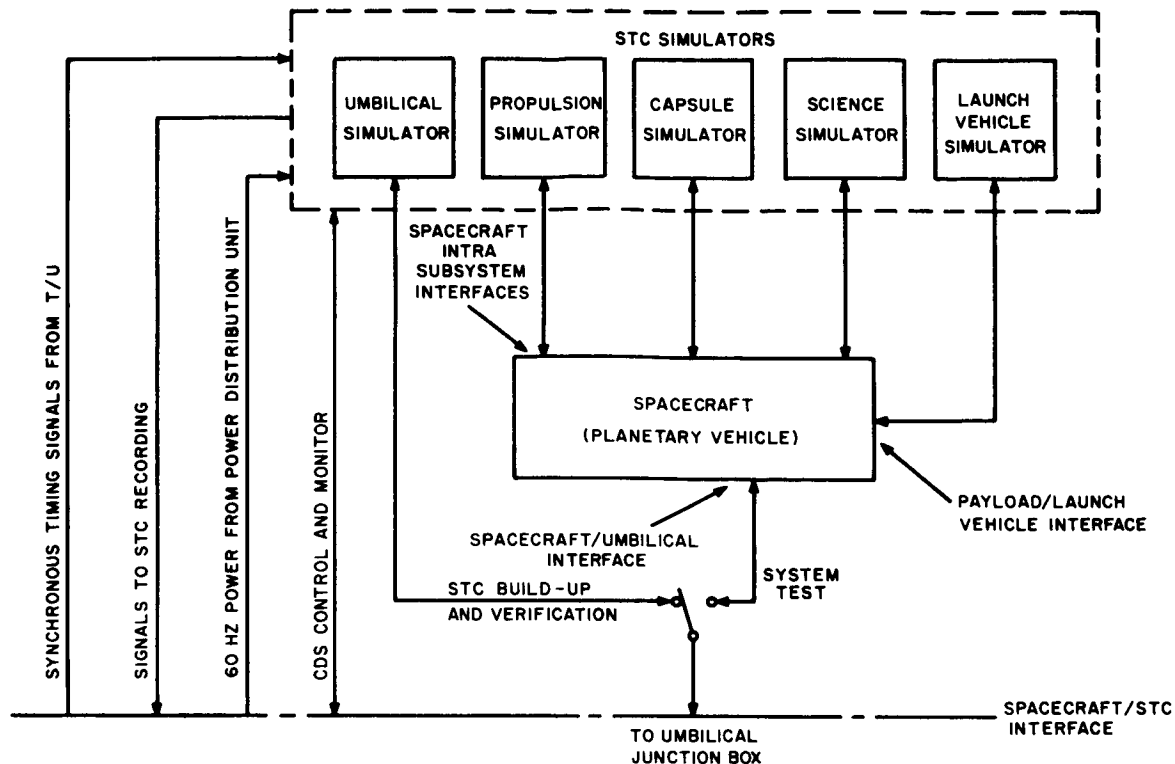 STC SIMULATORS
UMBILICAL
SIMULATOR
PROPULSION
SIMULATOR
CAPSULE
SIMULATOR
SCIENCE
SIMULATOR
LAUNCH
VEHICLE
SIMULATOR
SYNCHRONOUS TIMING SIGNALS FROM T/U
SIGNALS TO STC RECORDING
60 HZ POWER FROM POWER DISTRIBUTION UNIT
CDS CONTROL AND MONITOR
SPACECRAFT
INTRA
SUBSYSTEM
INTERFACES
SPACECRAFT
(PLANETARY VEHICLE)
PAYLOAD/LAUNCH
VEHICLE INTERFACE
SPACECRAFT/UMBILICAL
INTERFACE
STC BUILD-UP
AND VERIFICATION
SYSTEM
TEST
SPACECRAFT/STC
INTERFACE
TO UMBILICAL
JUNCTION BOX